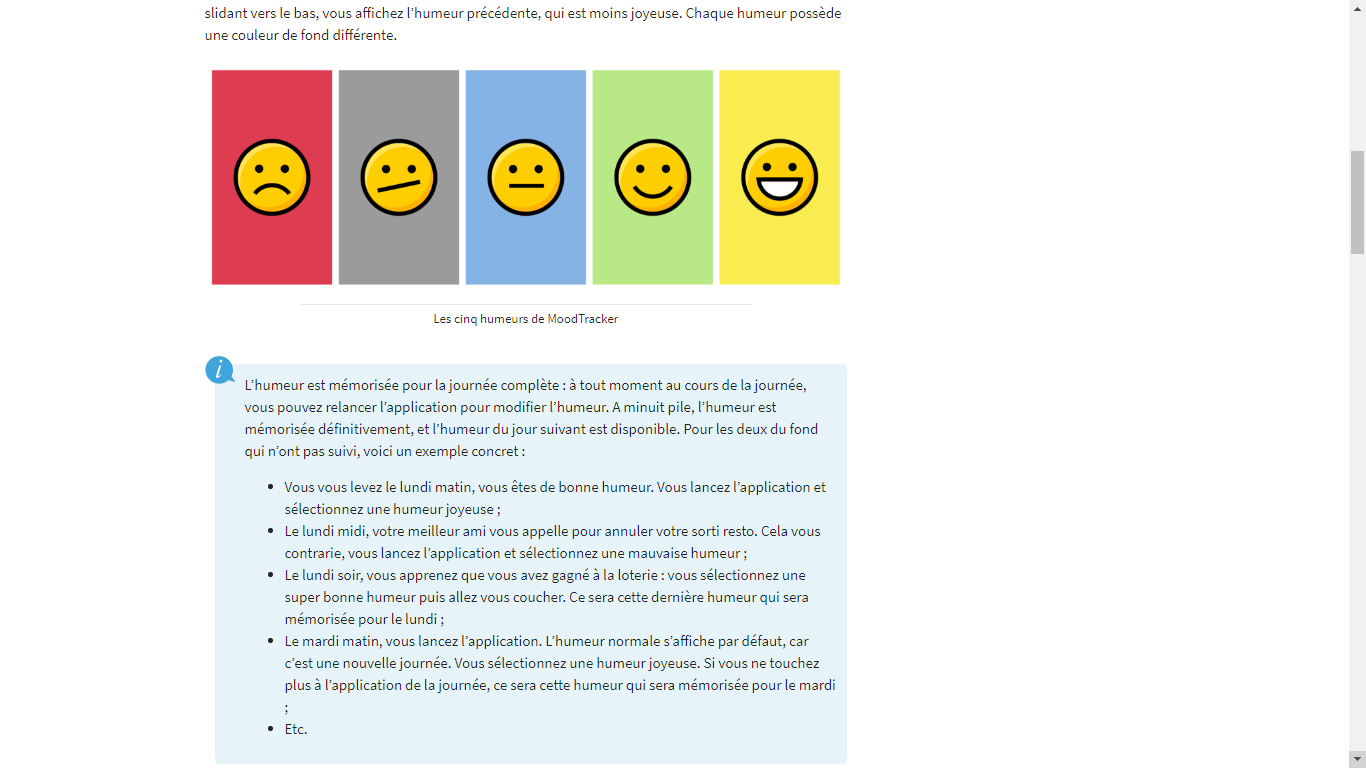 slidant vers le bas, vous affichez l’humeur précédente, qui est moins joyeuse. Chaque humeur possède
une couleur de fond différente.
Les cinq humeurs de MoodTracker
i
L’humeur est mémorisée pour la journée complète : à tout moment au cours de la journée,
vous pouvez relancer l’application pour modifier l’humeur. A minuit pile, l’humeur est
mémorisée définitivement, et l’humeur du jour suivant est disponible. Pour les deux du fond
qui n’ont pas suivi, voici un exemple concret :
• Vous vous levez le lundi matin, vous êtes de bonne humeur. Vous lancez l’application et
sélectionnez une humeur joyeuse ;
• Le lundi midi, votre meilleur ami vous appelle pour annuler votre sorti resto. Cela vous
contrarie, vous lancez l’application et sélectionnez une mauvaise humeur ;
• Le lundi soir, vous apprenez que vous avez gagné à la loterie : vous sélectionnez une
super bonne humeur puis allez vous coucher. Ce sera cette dernière humeur qui sera
mémorisée pour le lundi ;
• Le mardi matin, vous lancez l’application. L’humeur normale s’affiche par défaut, car
c’est une nouvelle journée. Vous sélectionnez une humeur joyeuse. Si vous ne touchez
plus à l’application de la journée, ce sera cette humeur qui sera mémorisée pour le mardi
;
• Etc.